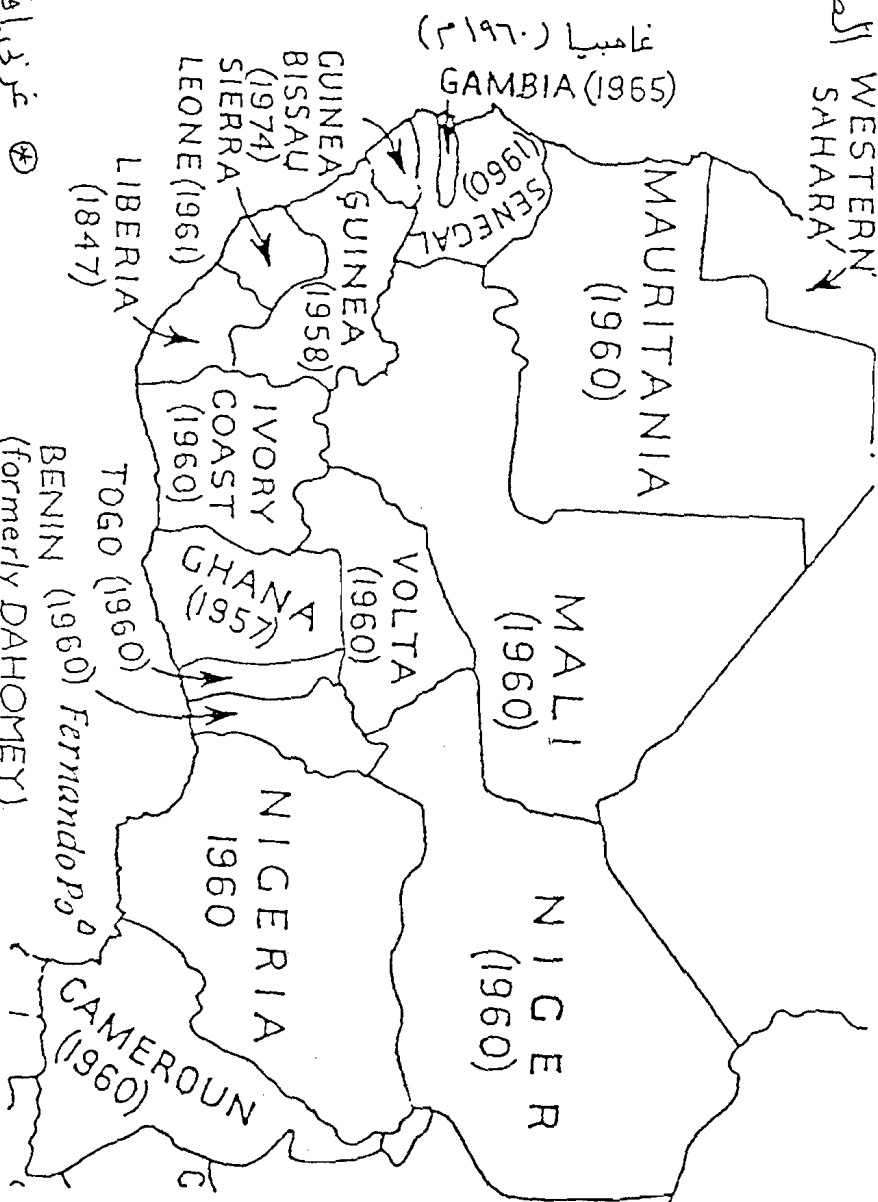 WESTERN
SAHARA
غامبيا (١٩٦٠م)
GAMBIA (1965)
MAURITANIA
(1960)
SENEGAL
(1960)
GUINEA
BISSAU
(1974)
SIERRA
LEONE (1961)
LIBERIA
(1847)
GUINEA
(1958)
IVORY
COAST
(1960)
MALI
(1960)
VOLTA
(1960)
GHANA
(1957)
TOGO (1960)
BENIN (1960)
(formerly DAHOMEY)
Fernando Po
NIGER
(1960)
NIGERIA
1960
CAMEROUN
(1960)